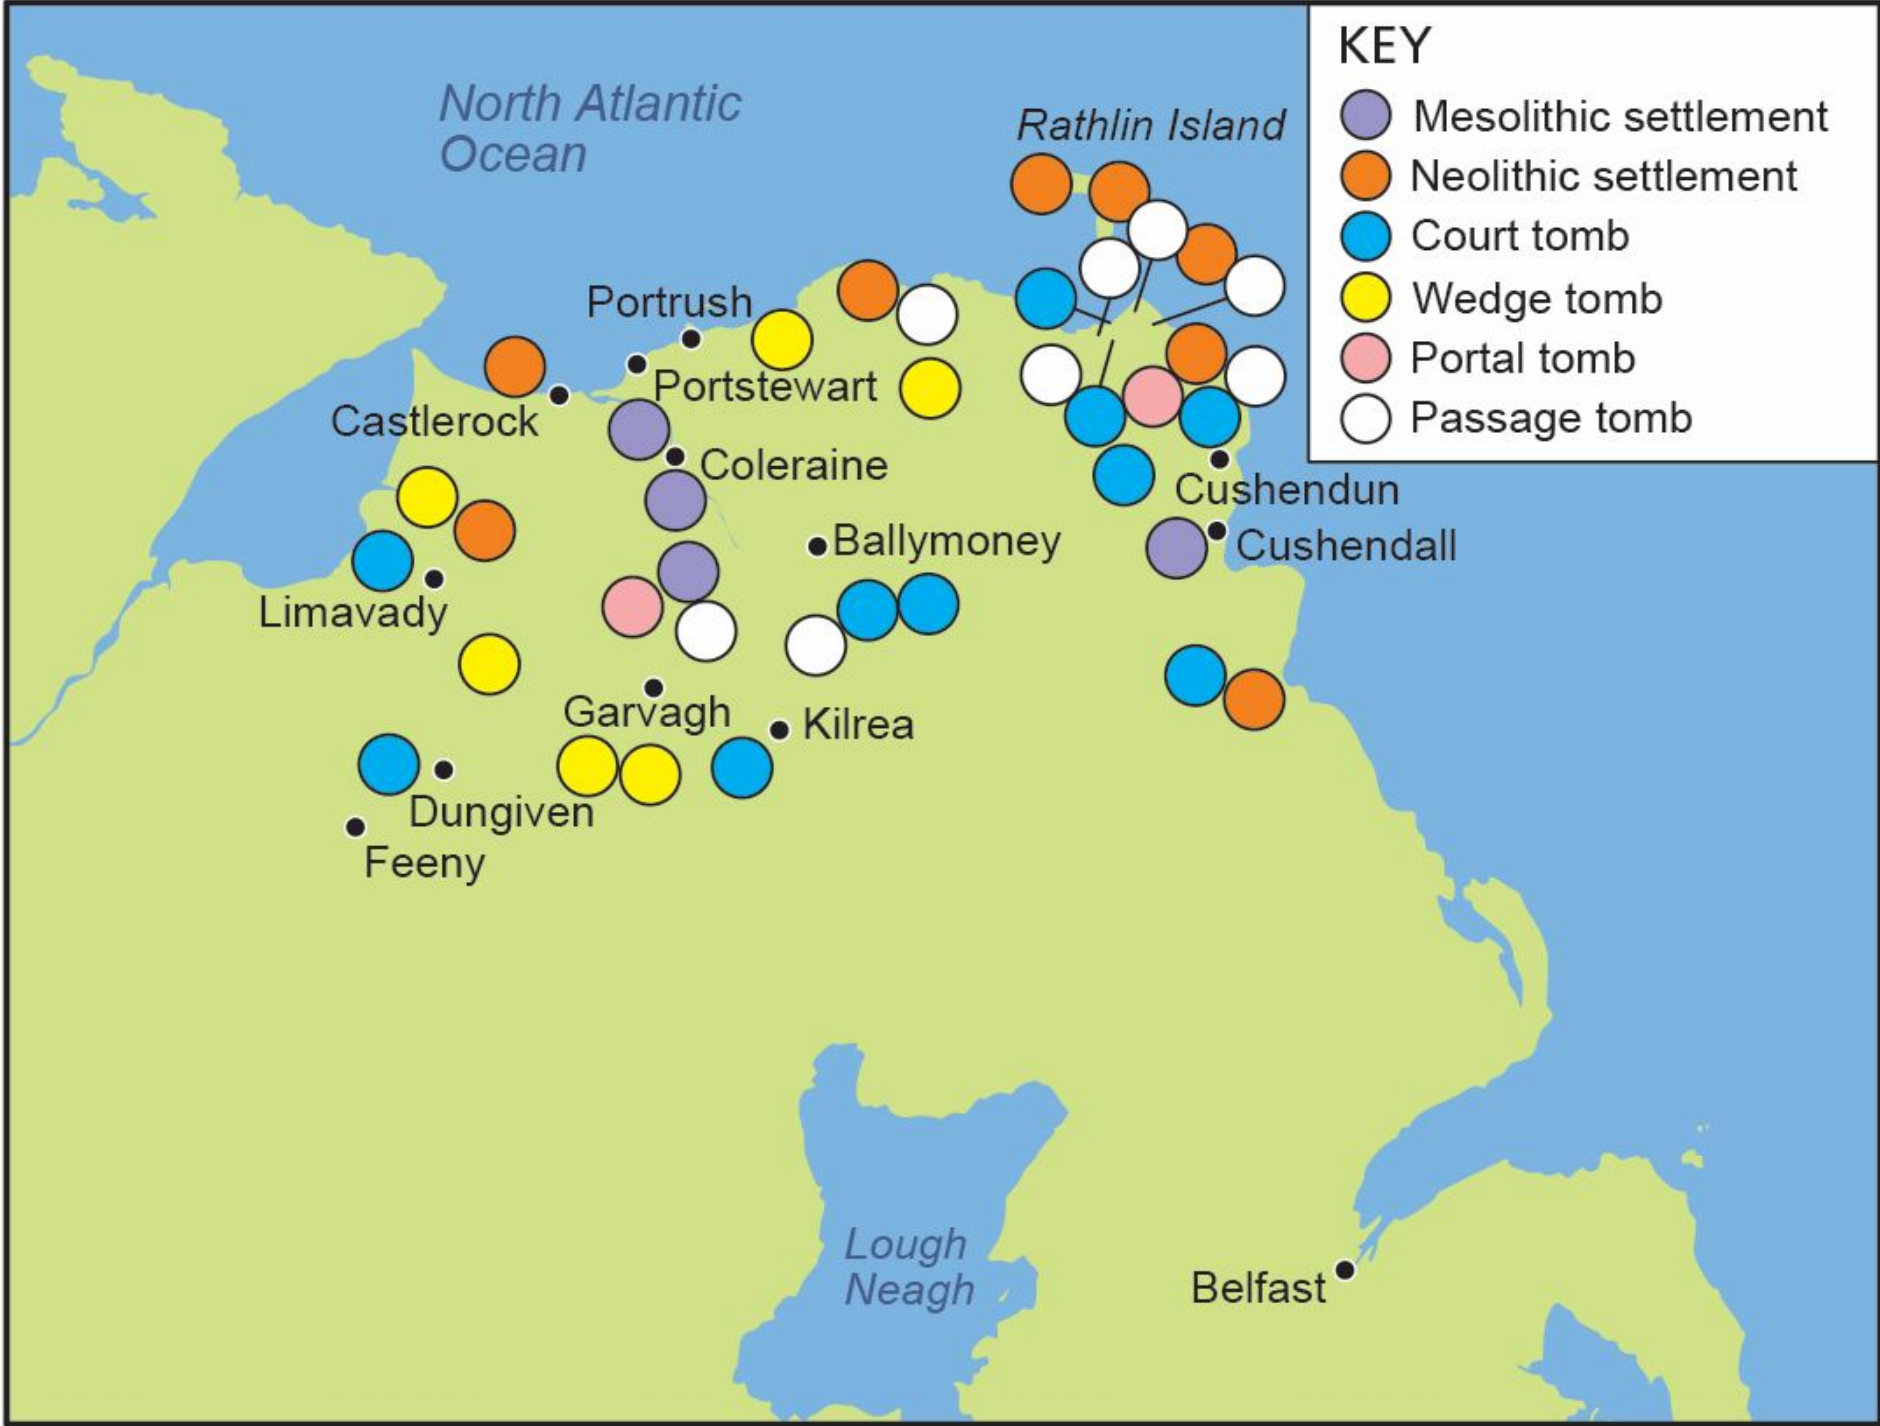 KEY
Mesolithic settlement
Neolithic settlement
Court tomb
Wedge tomb
Portal tomb
Passage tomb
North Atlantic
Ocean
Rathlin Island
Portrush
Portstewart
Castlerock
Coleraine
Cushendun
Ballymoney
Cushendall
Limavady
Garvagh
Kilrea
Dungiven
Feeny
Lough
Neagh
Belfast